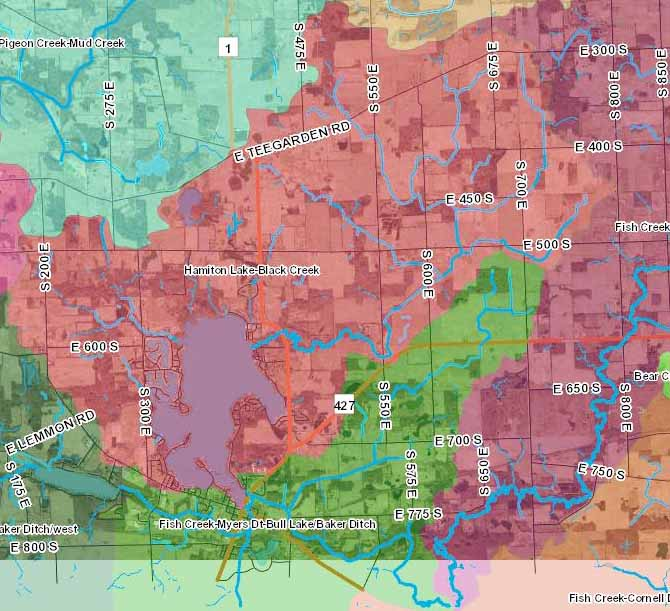 Pigeon Creek-Mud Creek
1
S 475 E
S 550 E
S 675 E
E 300 S
S 800 E
S 850 E
S 275 E
E TEEGARDEN RD
E 400 S
S 700 E
E 450 S
Fish Creek
E 500 S
S 200 E
Hamiton Lake-Black Creek
S 600 E
E 600 S
S 300 E
427
S 550 E
E 650 S
S 800 E
Bear C
E LEMMON RD
E 700 S
S 175 E
S 575 E
S 650 E
E 750 S
aker Ditch/west
Fish Creek-Myers Dt-Bull Lake/Baker Ditch
E 775 S
E 800 S
Fish Creek-Cornell D